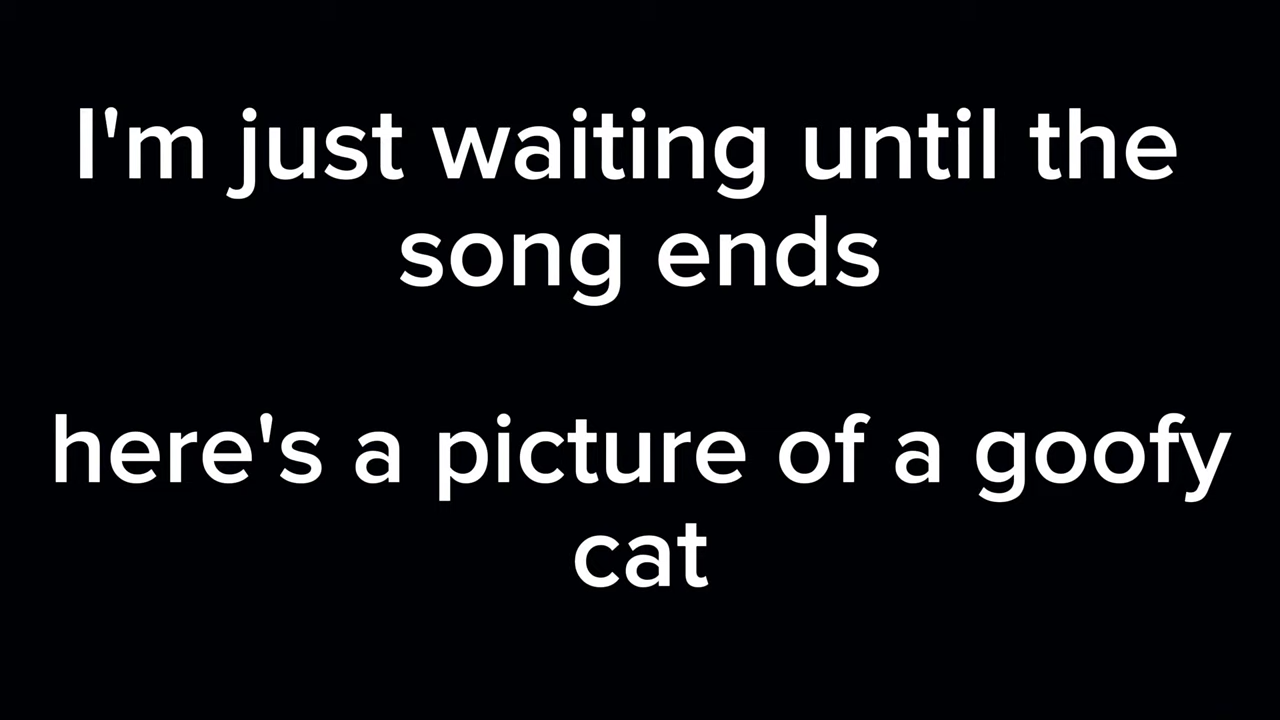 I'm just waiting until the
song ends
here's a picture of a goofy
cat